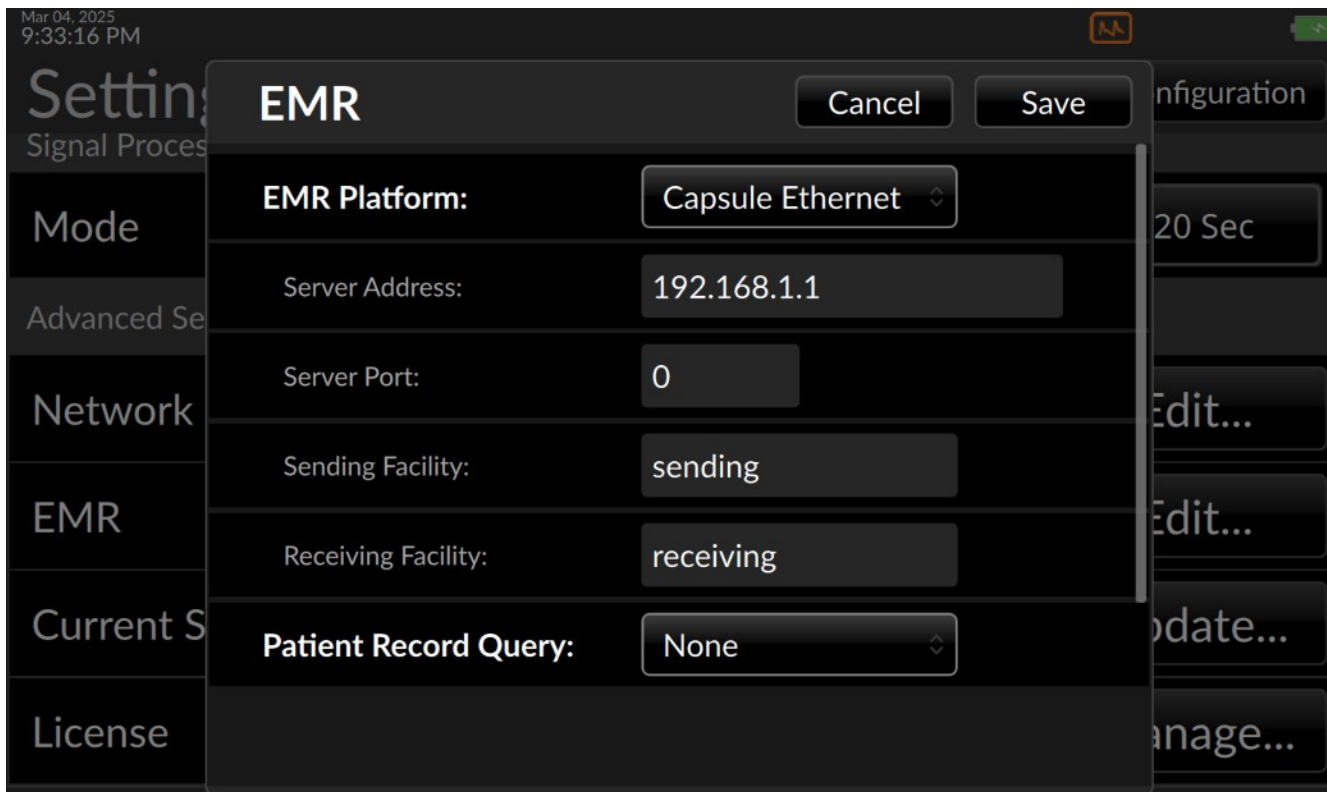 Mar 04, 2025
9:33:16 PM
Settin
nfiguration
Signal Proces
EMR
Cancel
Save
EMR Platform:
Capsule Ethernet
Mode
20 Sec
Server Address:
192.168.1.1
Advanced Se
Server Port:
0
Network
Edit...
Sending Facility:
sending
EMR
Edit...
Receiving Facility:
receiving
Current S
pdate...
Patient Record Query:
None
License
anage...